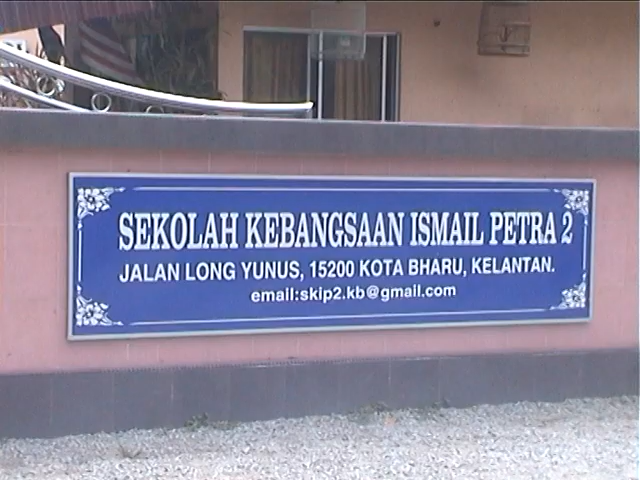 SEKOLAH KEBANGSAAN ISMAIL PETRA 2
JALAN LONG YUNUS, 15200 KOTA BHARU, KELANTAN.
email:skip2.kb@gmail.com